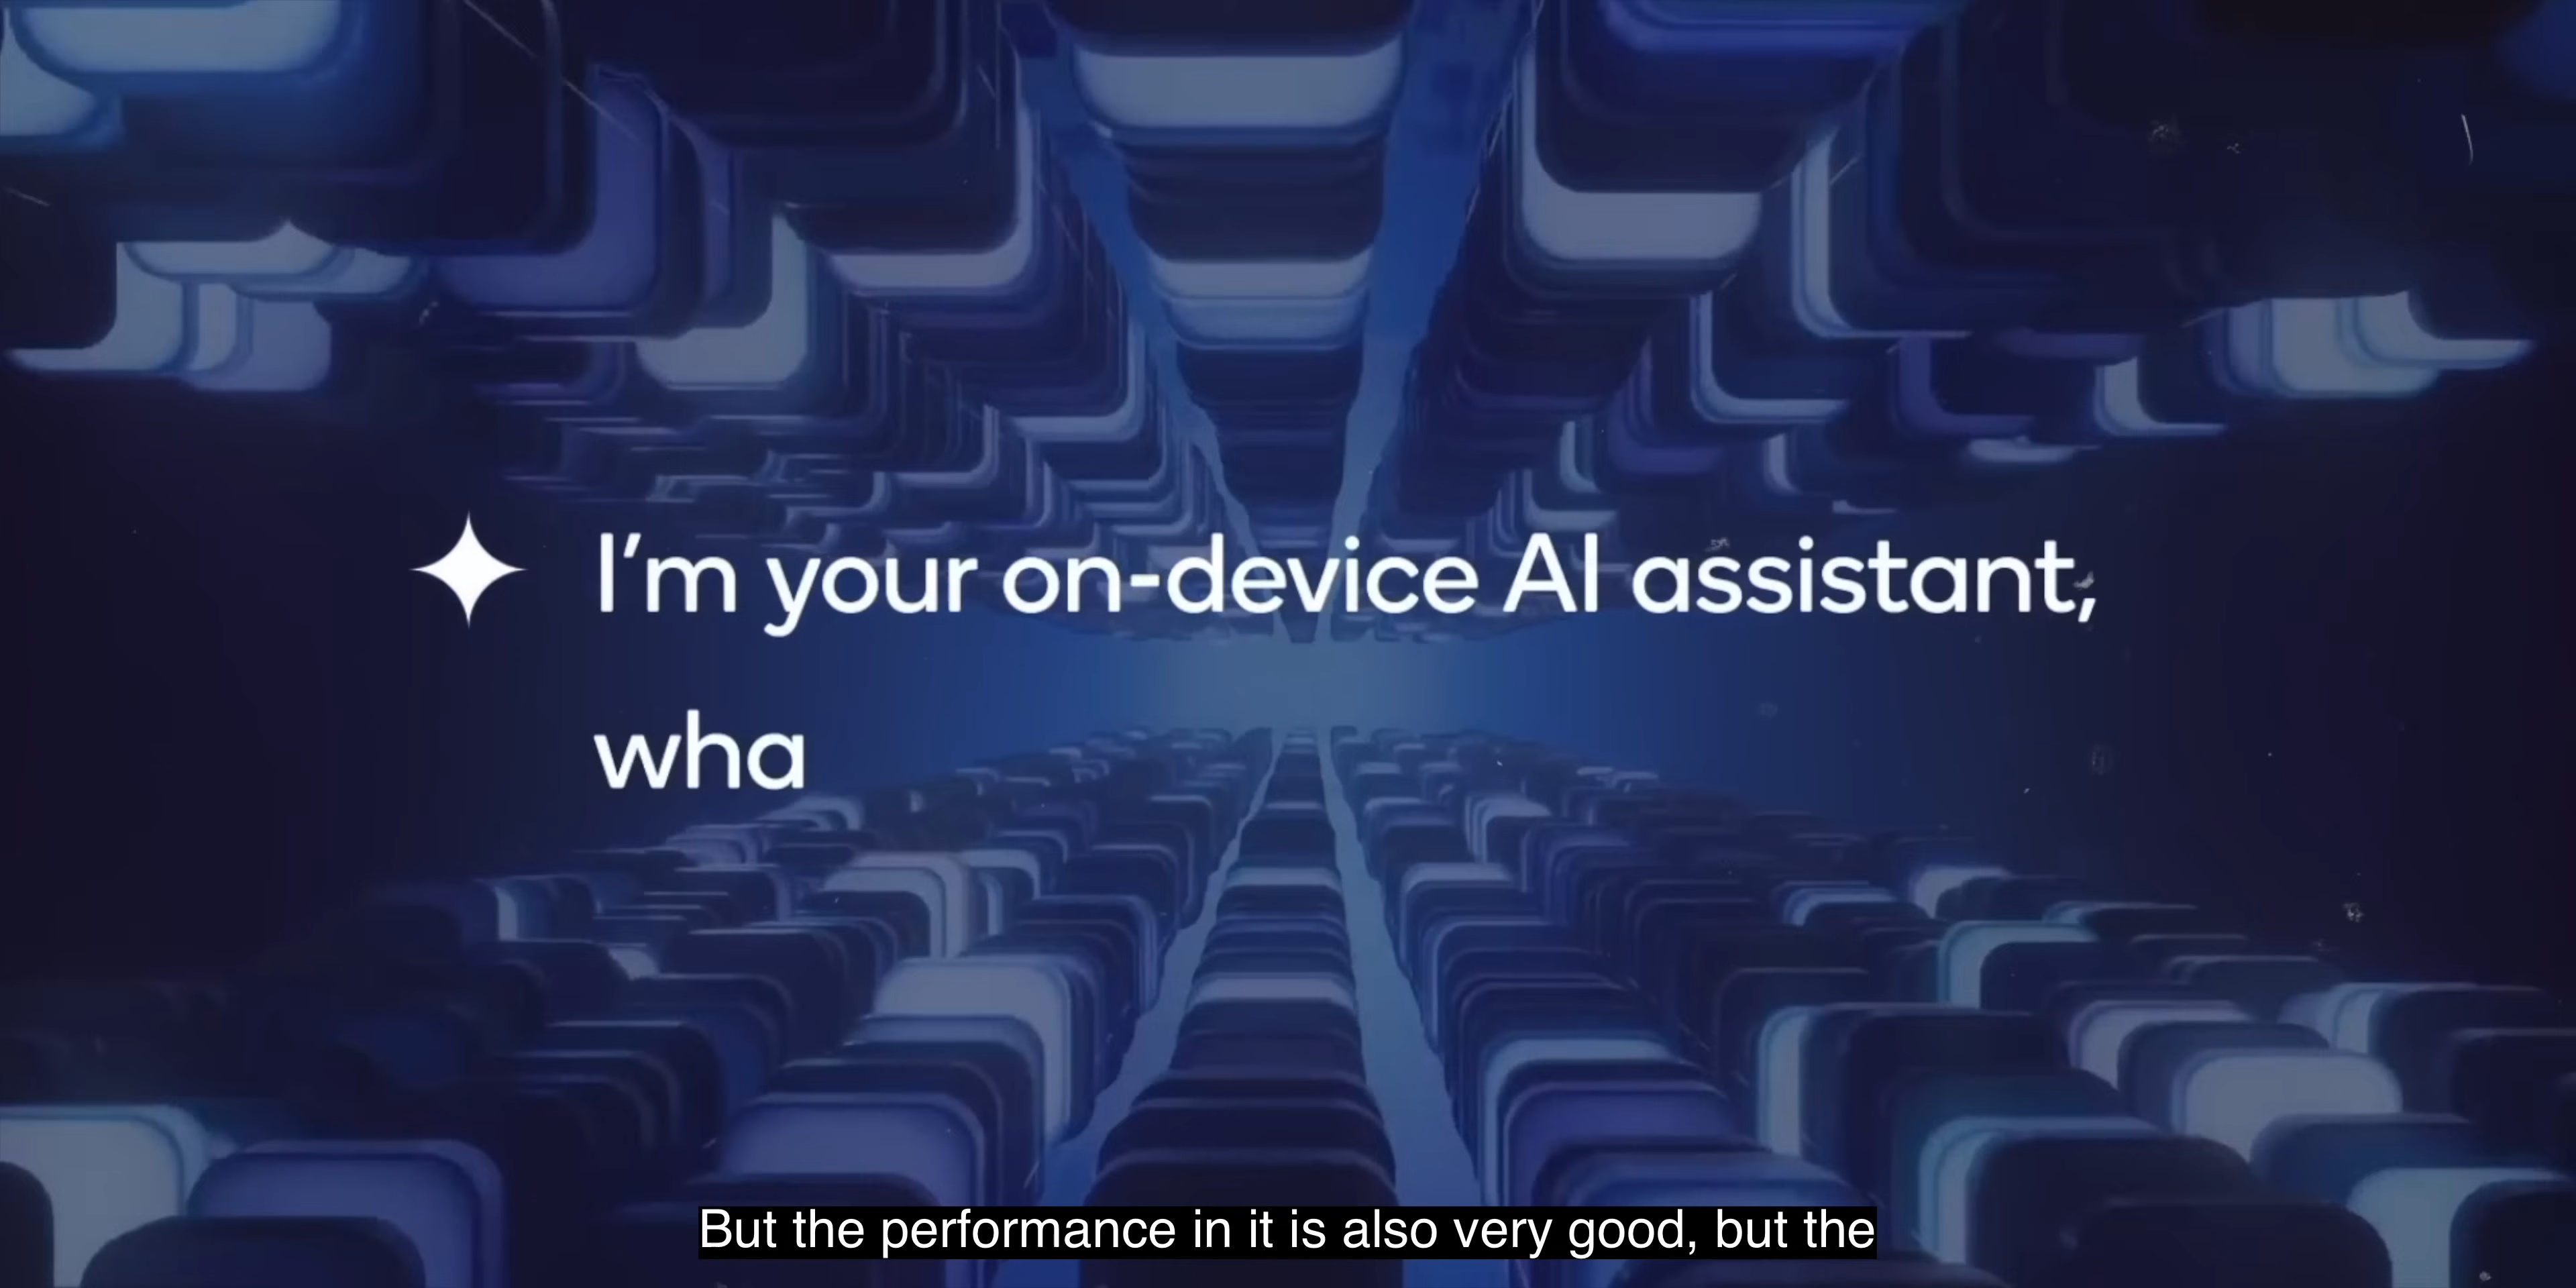 I'm your on-device AI assistant,
wha
But the performance in it is also very good, but the